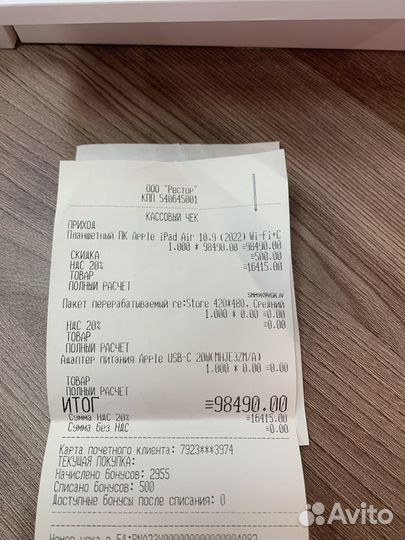 ООО "Рестор"
КПП 540645001
КАССОВЫЙ ЧЕК
ПРИХОД
Планшетный ПК Apple iPad Air 10.9 (2022) Wi-Fi+C
1.000 * 98490.00 =98490.00
СКИДКА =500.00
НДС 20% =16415.00
ТОВАР
ПОЛНЫЙ РАСЧЕТ
Пакет перерабатываемый re:Store 420*480. Средний
1.000 * 0.00 =0.00
НДС 20% =0.00
ТОВАР
ПОЛНЫЙ РАСЧЕТ
Адаптер питания Apple USB-C 20W(MHJE3ZM/A)
1.000 * 0.00 =0.00
ТОВАР
ПОЛНЫЙ РАСЧЕТ
ИТОГ =98490.00
Сумма НДС 20% =16415.00
Сумма без НДС =0.00
Карта почетного клиента: 7923***3974
ТЕКУЩАЯ ПОКУПКА:
Начислено бонусов: 2955
Списано бонусов: 500
Доступные бонусы после списания: 0
Avito